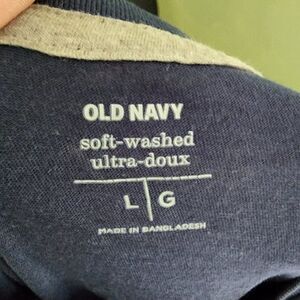 OLD NAVY
soft-washed
ultra-doux
L | G
MADE IN BANGLADESH